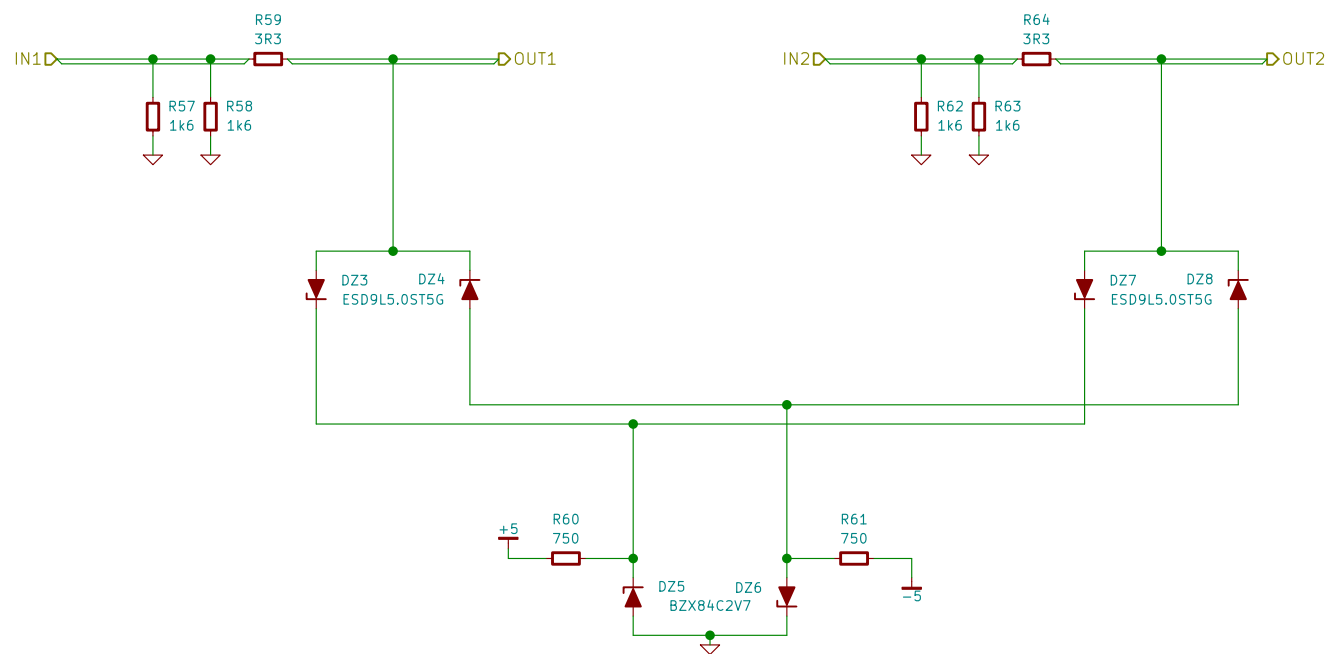 R59
3R3
R64
3R3
IN1
OUT1
IN2
OUT2
R57
1k6
R58
1k6
R62
1k6
R63
1k6
DZ3
DZ4
ESD9L5.0ST5G
DZ7
DZ8
ESD9L5.0ST5G
+5
R60
750
R61
750
DZ5
DZ6
BZX84C2V7
-5